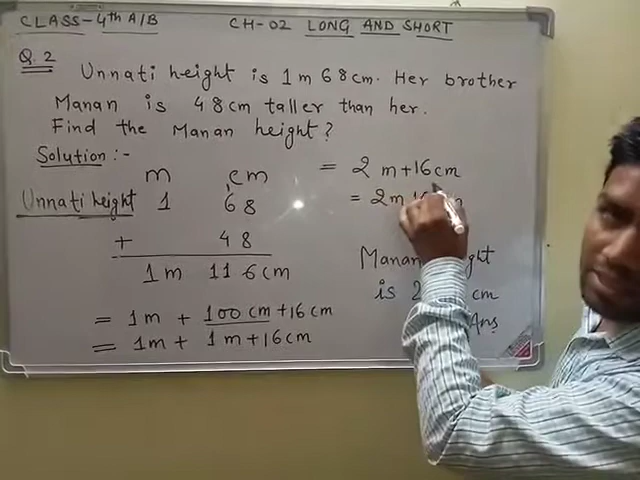 CLASS-4th A/B CH-02 LONG AND SHORT
Q.2 Unnati height is 1m 68cm. Her brother
Manan is 48cm taller than her.
Find the Manan height?
Solution :-
m cm
Unnati height 1 68
+ 48
1m 116cm
= 1m + 100cm +16cm
= 1m + 1m+16cm
= 2m+16cm
= 2m
Manan
is 2 cm
Ans